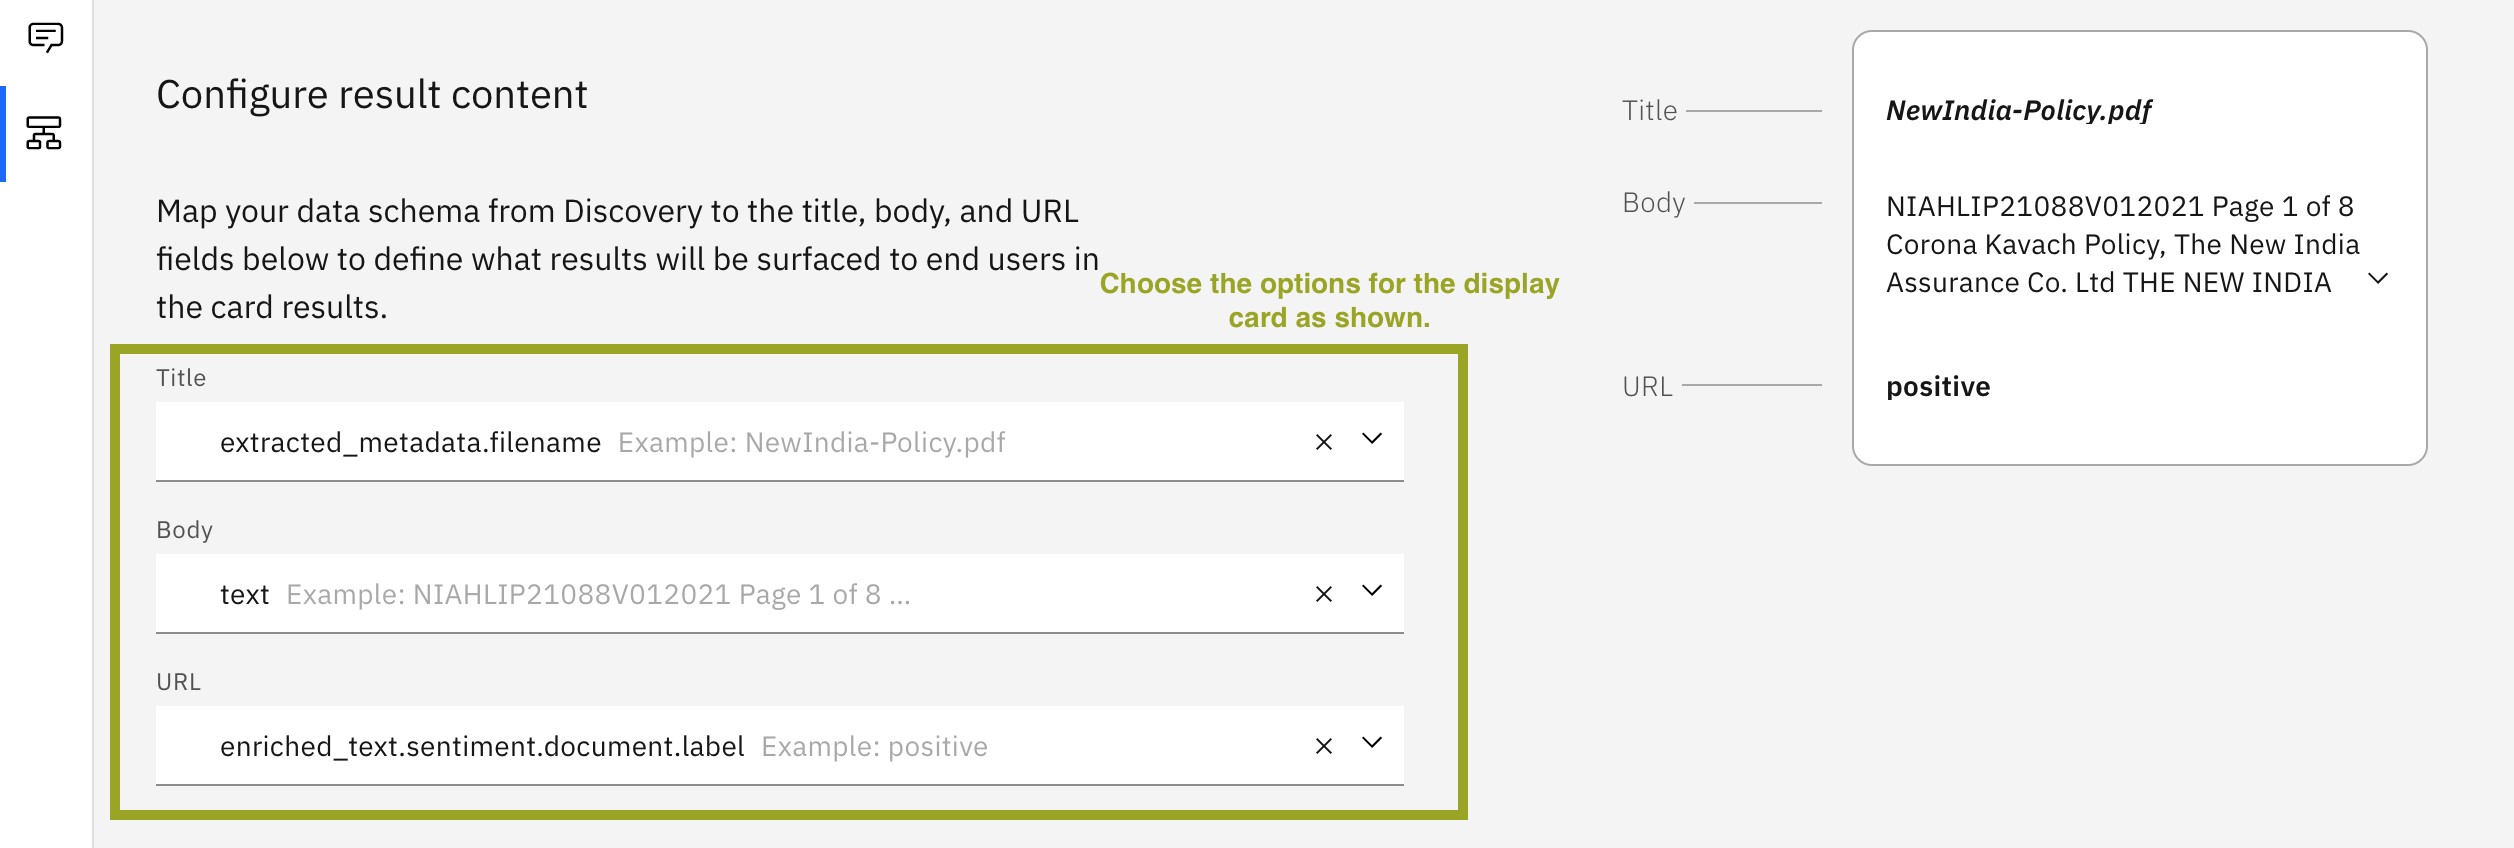 Configure result content
Map your data schema from Discovery to the title, body, and URL
fields below to define what results will be surfaced to end users in
the card results.
Choose the options for the display
card as shown.
Title
extracted_metadata.filename Example: NewIndia-Policy.pdf
Body
text Example: NIAHLIP21088V012021 Page 1 of 8 ...
URL
enriched_text.sentiment.document.label Example: positive
Title
NewIndia-Policy.pdf
Body
NIAHLIP21088V012021 Page 1 of 8
Corona Kavach Policy, The New India
Assurance Co. Ltd THE NEW INDIA
URL
positive